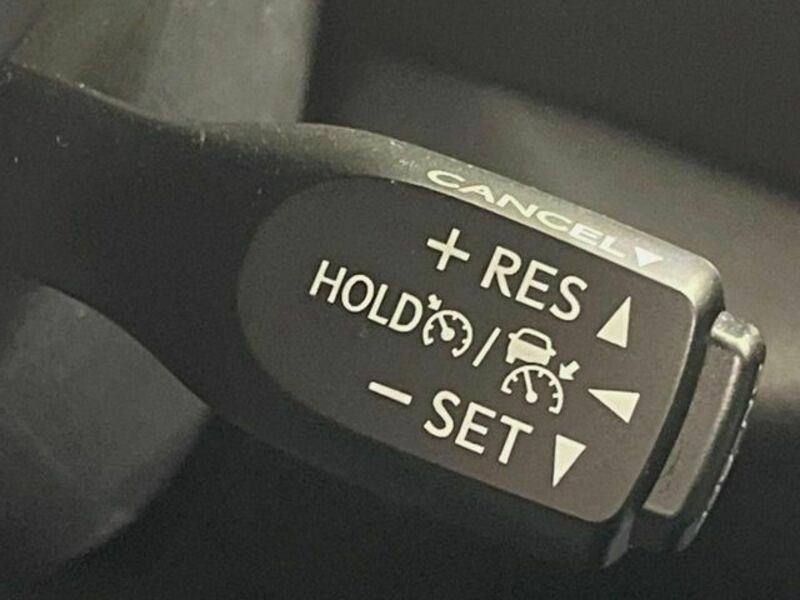 CANCEL▼
+ RES ▲
HOLD / ◀
− SET ▼